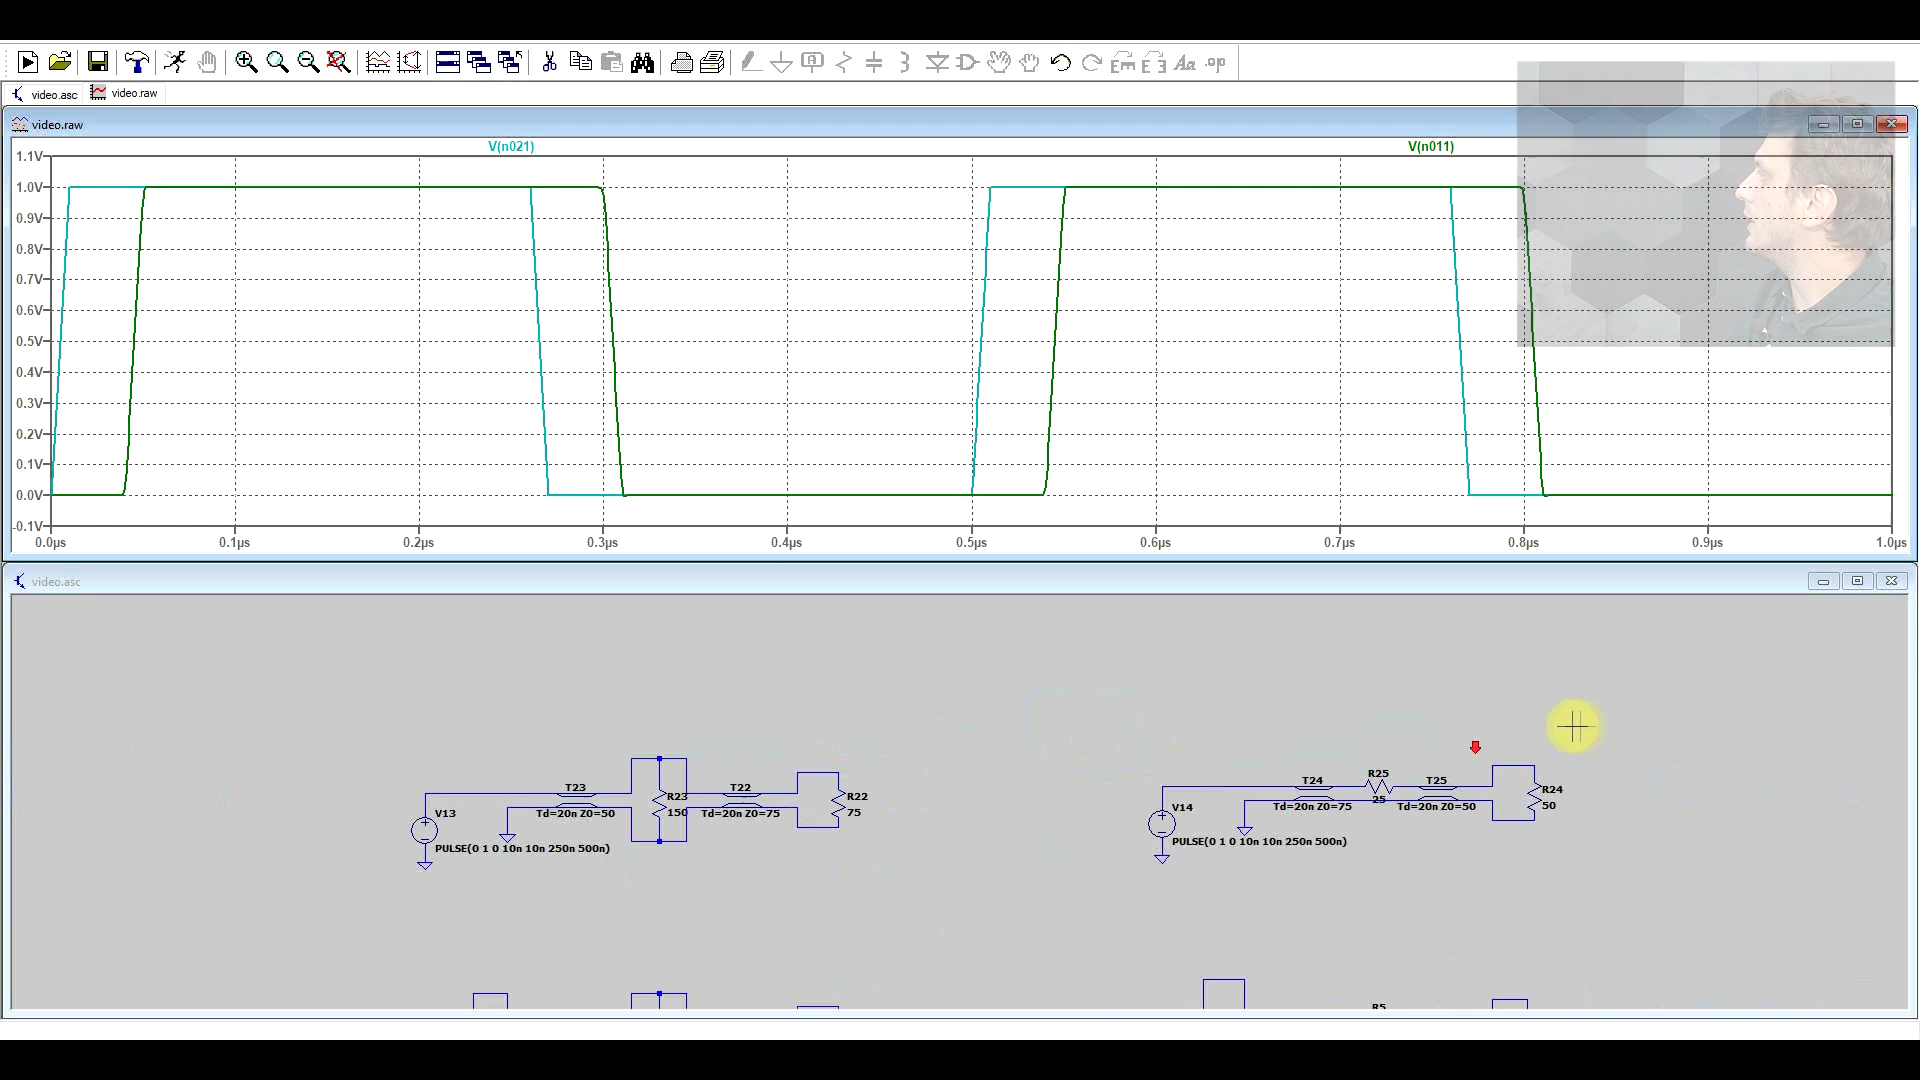 video.asc video.raw
video.raw
V(n021) V(n011)
1.1V
1.0V
0.9V
0.8V
0.7V
0.6V
0.5V
0.4V
0.3V
0.2V
0.1V
0.0V
-0.1V
0.0µs 0.1µs 0.2µs 0.3µs 0.4µs 0.5µs 0.6µs 0.7µs 0.8µs 0.9µs 1.0µs
video.asc
T23
Td=20n Z0=50
R23
150
T22
Td=20n Z0=75
R22
75
V13
PULSE(0 1 0 10n 10n 250n 500n)
T24
Td=20n Z0=75
R25
25
T25
Td=20n Z0=50
R24
50
V14
PULSE(0 1 0 10n 10n 250n 500n)
R5